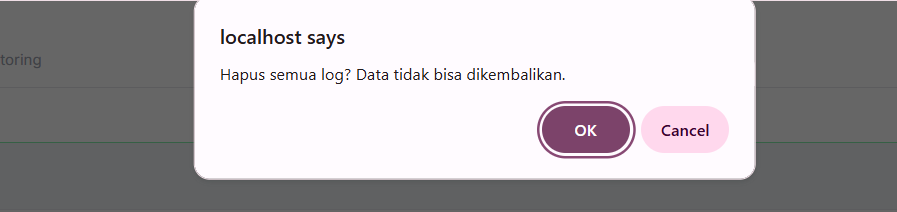 localhost says
toring
Hapus semua log? Data tidak bisa dikembalikan.
OK
Cancel